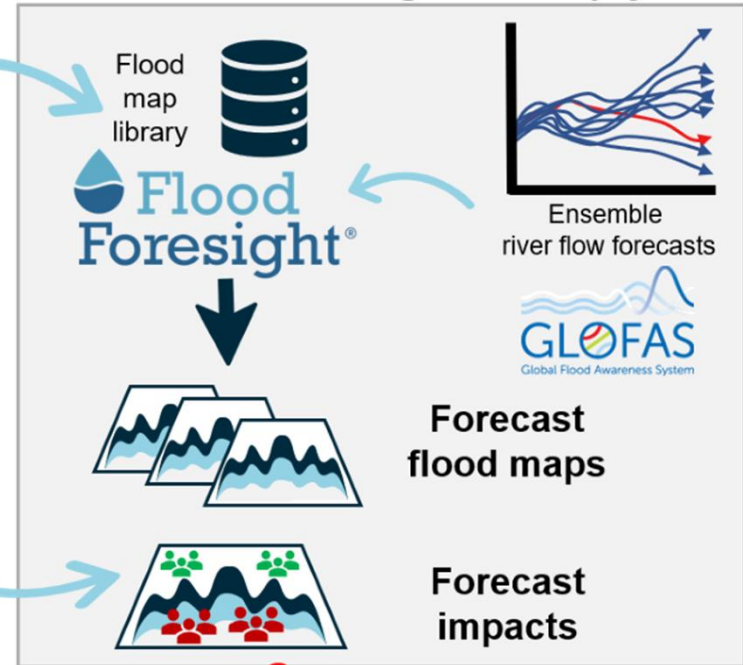 Flood
map
library
Flood
Foresight®
Ensemble
river flow forecasts
GLOFAS
Global Flood Awareness System
Forecast
flood maps
Forecast
impacts